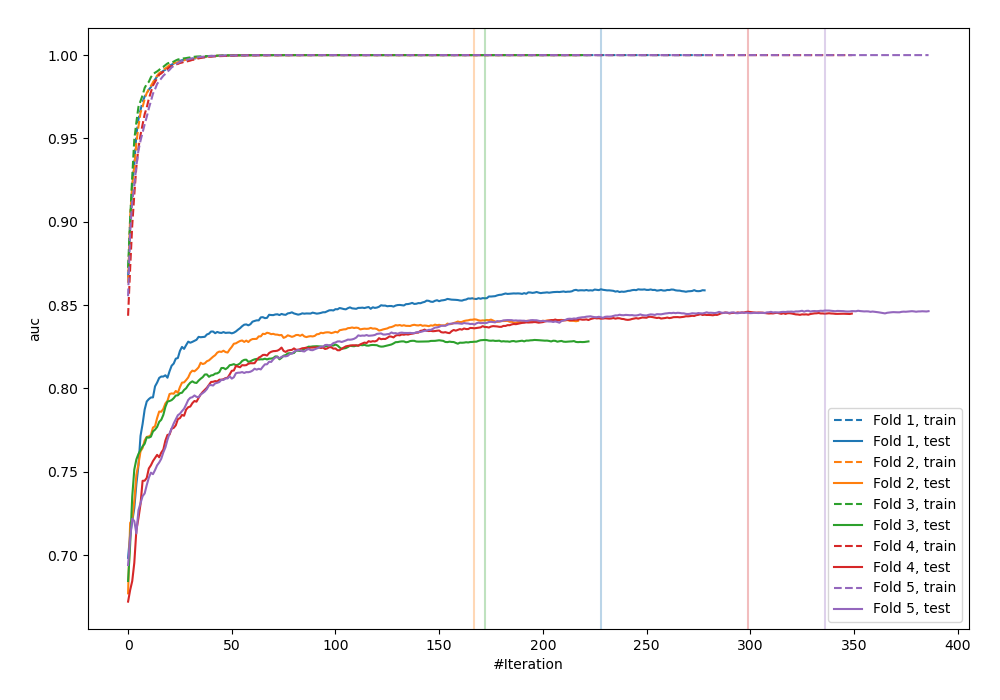 1.00
0.95
0.90
0.85
0.80
0.75
0.70
auc
0
50
100
150
200
250
300
350
400
#Iteration
Fold 1, train
Fold 1, test
Fold 2, train
Fold 2, test
Fold 3, train
Fold 3, test
Fold 4, train
Fold 4, test
Fold 5, train
Fold 5, test